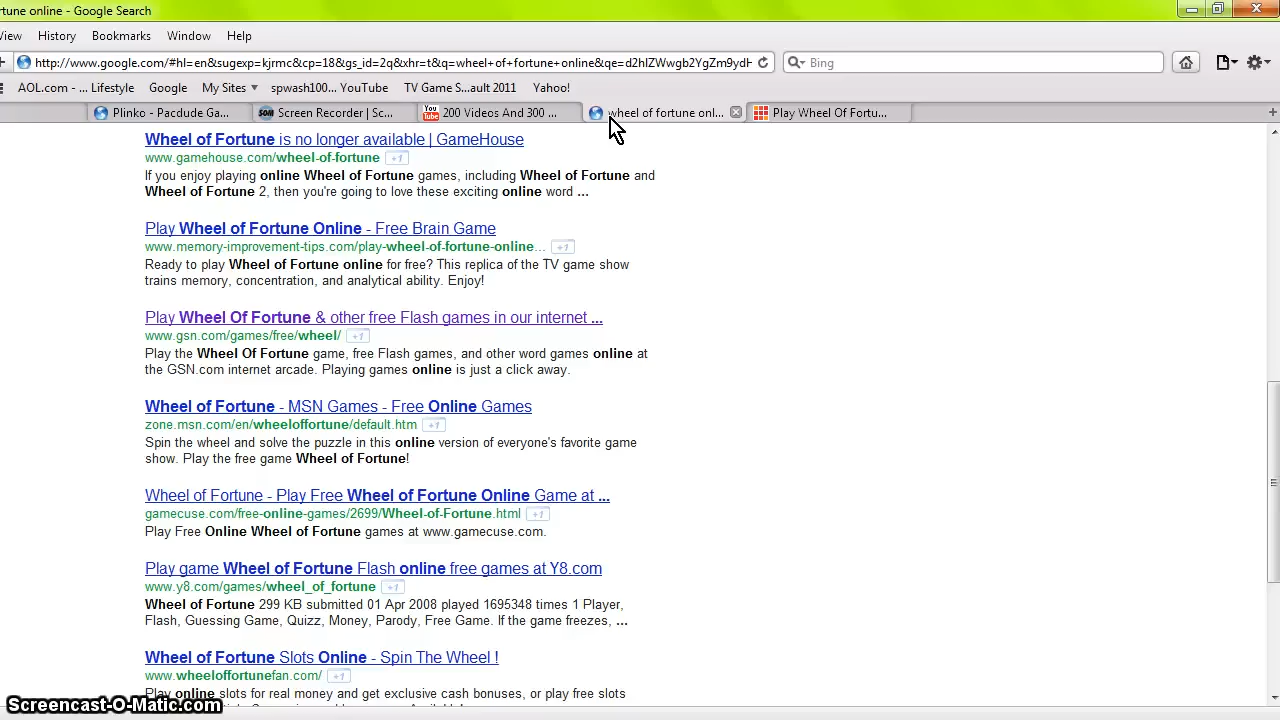 rtune online - Google Search
View History Bookmarks Window Help
http://www.google.com/#hl=en&sugexp=kjrmc&cp=18&gs_id=2q&xhr=t&q=wheel+of+fortune+online&qe=d2hlZWwgb2YgZm9ydH Bing
AOL.com - ... Lifestyle Google My Sites spwash100... YouTube TV Game S...ault 2011 Yahoo!
Plinko - Pacdude Ga... SOM Screen Recorder | Sc... You Tube 200 Videos And 300 ... wheel of fortune onl... Play Wheel Of Fortu...
Wheel of Fortune is no longer available | GameHouse
www.gamehouse.com/wheel-of-fortune +1
If you enjoy playing online Wheel of Fortune games, including Wheel of Fortune and
Wheel of Fortune 2, then you're going to love these exciting online word ...
Play Wheel of Fortune Online - Free Brain Game
www.memory-improvement-tips.com/play-wheel-of-fortune-online... +1
Ready to play Wheel of Fortune online for free? This replica of the TV game show
trains memory, concentration, and analytical ability. Enjoy!
Play Wheel Of Fortune & other free Flash games in our internet ...
www.gsn.com/games/free/wheel/ +1
Play the Wheel Of Fortune game, free Flash games, and other word games online at
the GSN.com internet arcade. Playing games online is just a click away.
Wheel of Fortune - MSN Games - Free Online Games
zone.msn.com/en/wheeloffortune/default.htm +1
Spin the wheel and solve the puzzle in this online version of everyone's favorite game
show. Play the free game Wheel of Fortune!
Wheel of Fortune - Play Free Wheel of Fortune Online Game at ...
gamecuse.com/free-online-games/2699/Wheel-of-Fortune.html +1
Play Free Online Wheel of Fortune games at www.gamecuse.com.
Play game Wheel of Fortune Flash online free games at Y8.com
www.y8.com/games/wheel_of_fortune +1
Wheel of Fortune 299 KB submitted 01 Apr 2008 played 1695348 times 1 Player,
Flash, Guessing Game, Quizz, Money, Parody, Free Game. If the game freezes, ...
Wheel of Fortune Slots Online - Spin The Wheel !
www.wheeloffortunefan.com/ +1
Play online slots for real money and get exclusive cash bonuses, or play free slots
Screencast-O-Matic.com